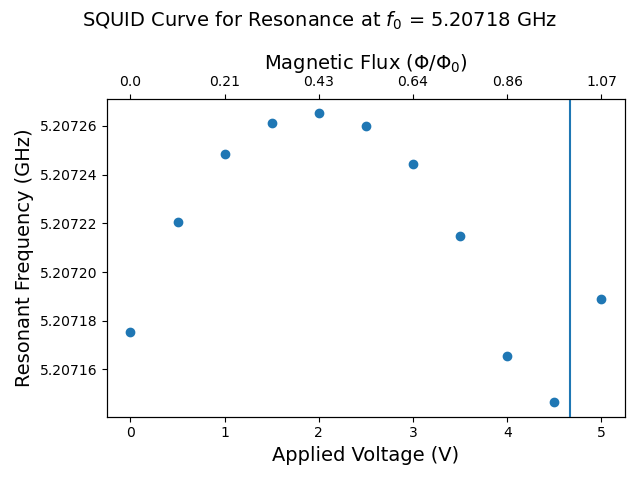 SQUID Curve for Resonance at f₀ = 5.20718 GHz
Magnetic Flux (Φ/Φ₀)
0.0 0.21 0.43 0.64 0.86 1.07
Resonant Frequency (GHz)
5.20726
5.20724
5.20722
5.20720
5.20718
5.20716
0 1 2 3 4 5
Applied Voltage (V)